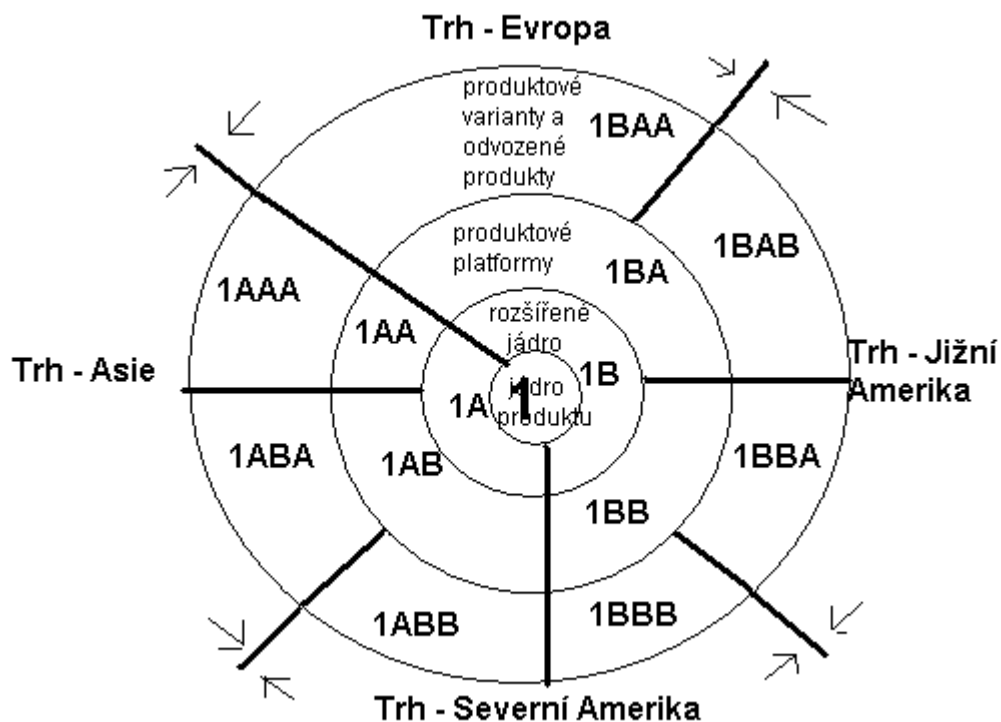 Trh - Evropa
produktové
varianty a
odvozené
produkty
1BAA
1BAB
produktové
platformy
1BA
1AAA
1AA
rozšířené
jádro
Trh - Asie
Trh - Jižní
Amerika
1B
1A
jádro
1
produktu
1ABA
1AB
1BBA
1BB
1ABB
1BBB
Trh - Severní Amerika